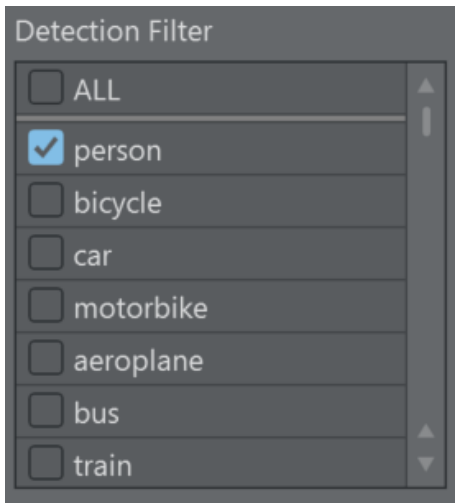 Detection Filter
ALL
person
bicycle
car
motorbike
aeroplane
bus
train